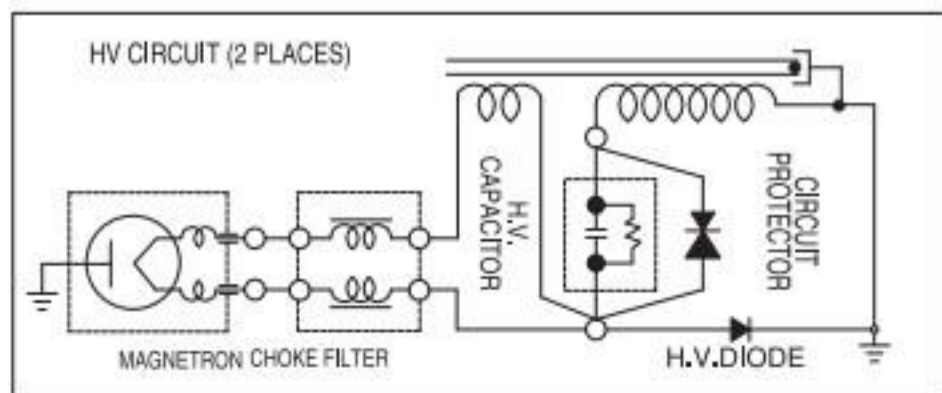 HV CIRCUIT (2 PLACES)
H.V.
CAPACITOR
CIRCUIT
PROTECTOR
MAGNETRON CHOKE FILTER
H.V.DIODE